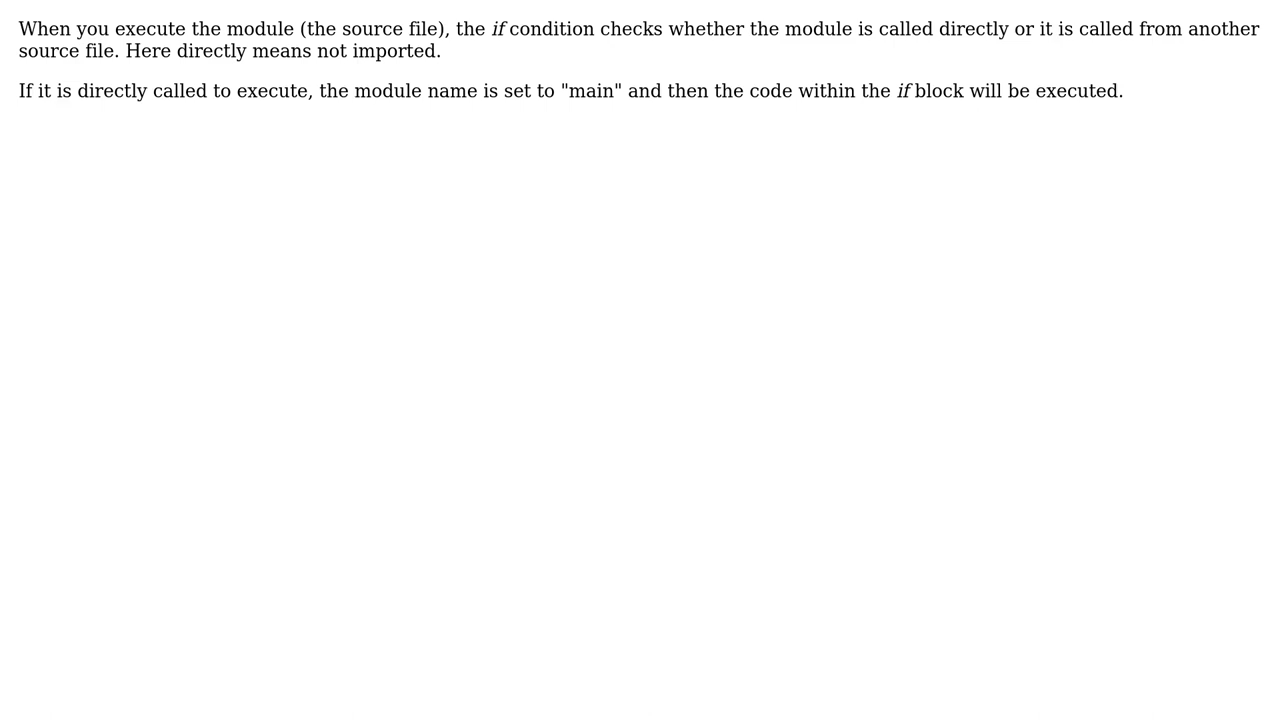 When you execute the module (the source file), the if condition checks whether the module is called directly or it is called from another
source file. Here directly means not imported.
If it is directly called to execute, the module name is set to "main" and then the code within the if block will be executed.